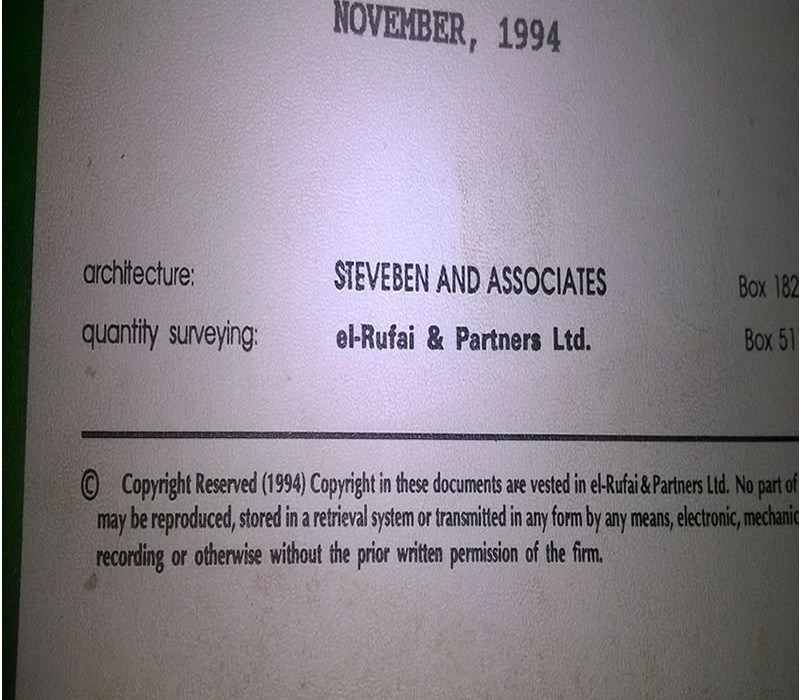 NOVEMBER, 1994
architecture: STEVEBEN AND ASSOCIATES Box 182
quantity surveying: el-Rufai & Partners Ltd. Box 51
© Copyright Reserved (1994) Copyright in these documents are vested in el-Rufai & Partners Ltd. No part of
may be reproduced, stored in a retrieval system or transmitted in any form by any means, electronic, mechanic
recording or otherwise without the prior written permission of the firm.